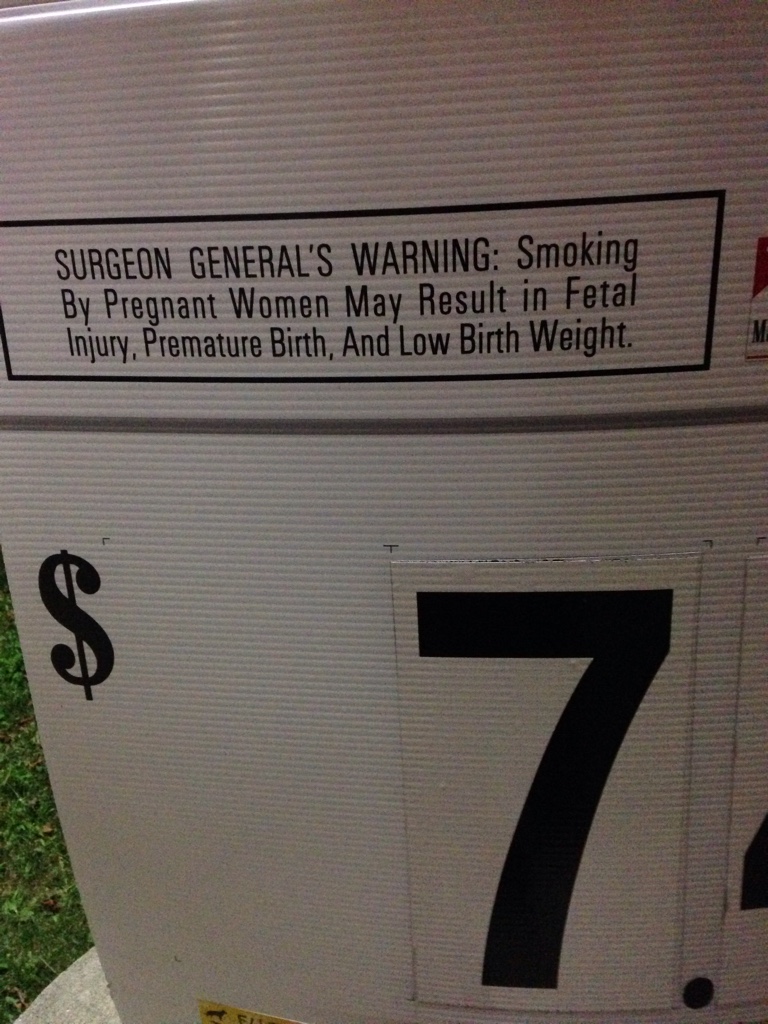 SURGEON GENERAL'S WARNING: Smoking
By Pregnant Women May Result in Fetal
Injury, Premature Birth, And Low Birth Weight.
$ 7.